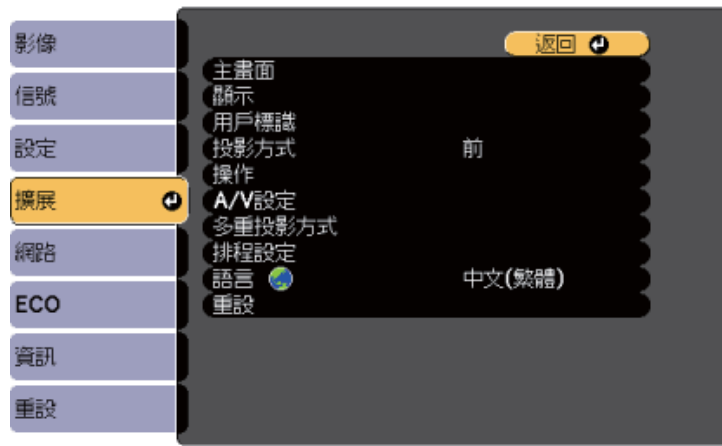 影像
信號
設定
擴展
網路
ECO
資訊
重設
返回
主畫面
顯示
用戶標識
投影方式 前
操作
A/V設定
多重投影方式
排程設定
語言 中文(繁體)
重設